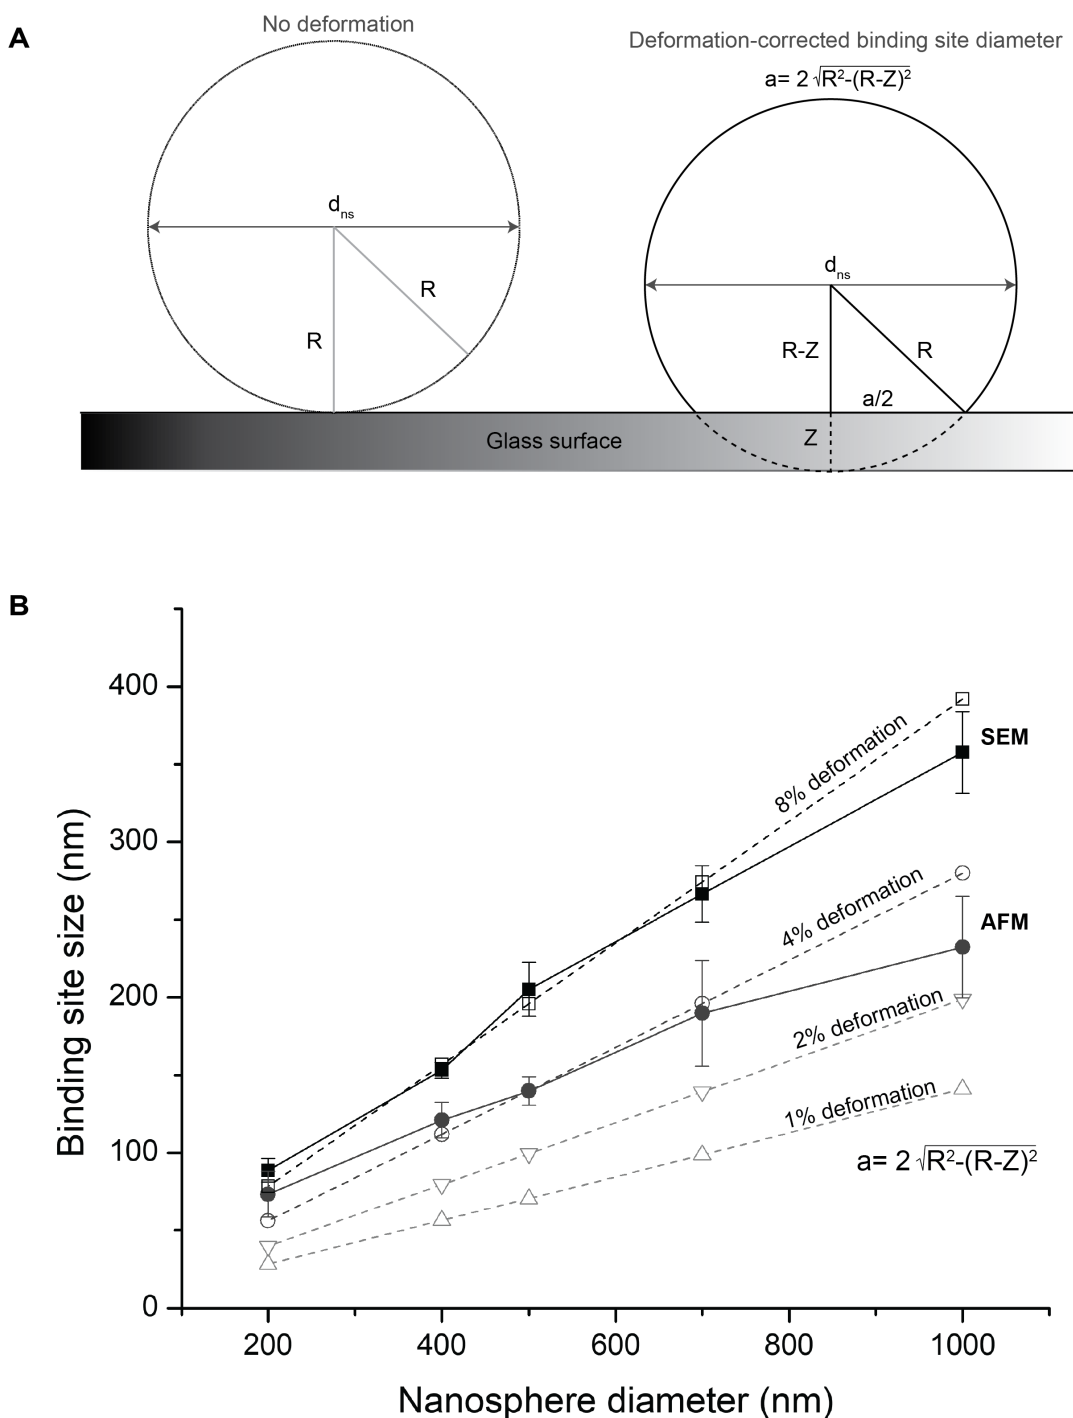 A
No deformation
Deformation-corrected binding site diameter
a= 2 √R²-(R-Z)²
dns
R
R
dns
R-Z
R
a/2
Glass surface
Z
B
400
300
200
100
0
Binding site size (nm)
8% deformation
SEM
4% deformation
AFM
2% deformation
1% deformation
a= 2 √R²-(R-Z)²
200
400
600
800
1000
Nanosphere diameter (nm)